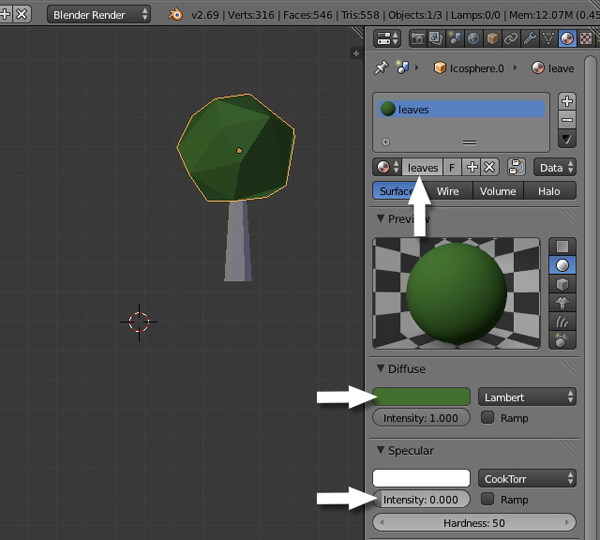 Blender Render
v2.69 | Verts:316 | Faces:546 | Tris:558 | Objects:1/3 | Lamps:0/0 | Mem:12.07M (0.45
Icosphere.0
leave
leaves
leaves F Data
Surface Wire Volume Halo
Preview
Diffuse
Lambert
Intensity: 1.000 Ramp
Specular
CookTorr
Intensity: 0.000 Ramp
Hardness: 50